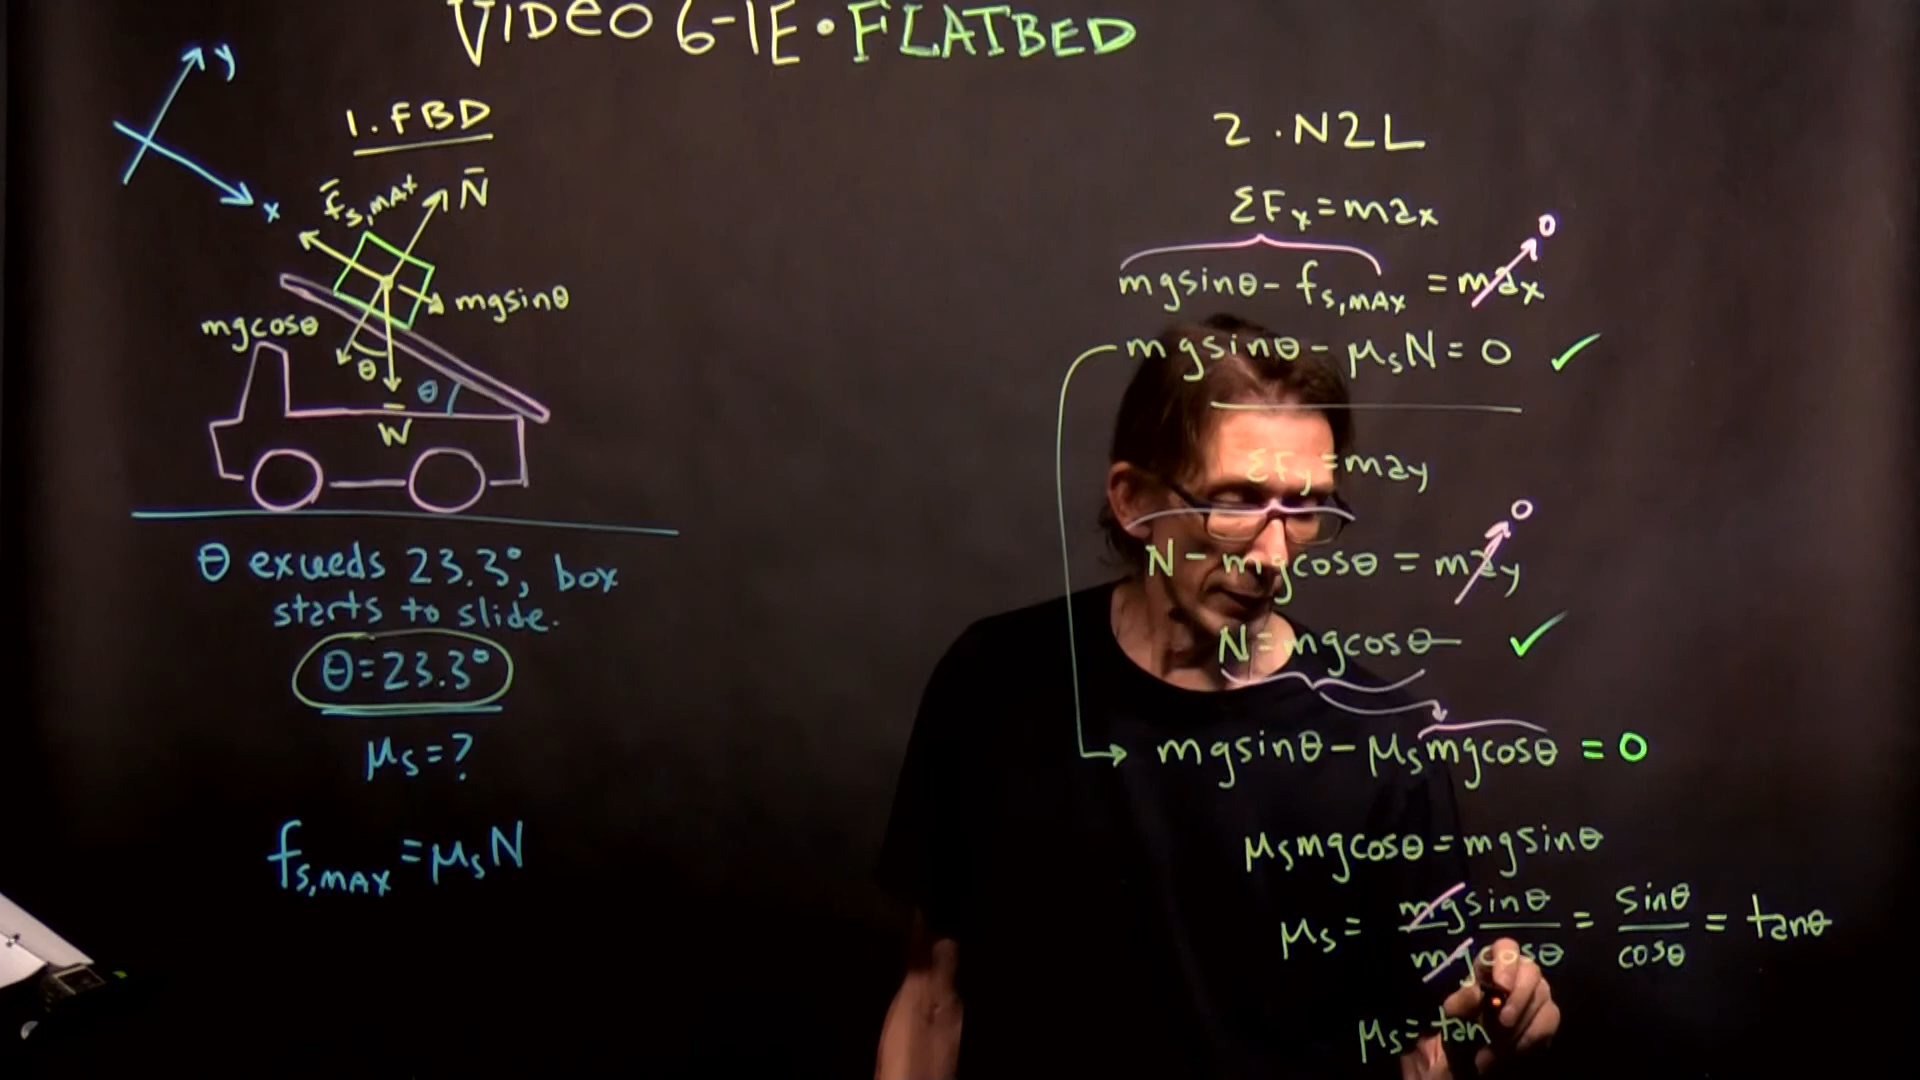 VIDEO 6-1E • FLATBED
y
x
1. FBD
f̄s,MAX
N̄
mgsinθ
mgcosθ
θ
θ
W̄
θ exceeds 23.3°, box
starts to slide.
θ=23.3°
μs=?
fs,MAX=μsN
2. N2L
ΣFx=max
0
mgsinθ-fs,MAX=max
mgsinθ-μsN=0 ✓
ΣFy=may
0
N-mgcosθ=may
N=mgcosθ ✓
mgsinθ-μsmgcosθ=0
μsmgcosθ=mgsinθ
μs=mgsinθ/mgcosθ=sinθ/cosθ=tanθ
μs=tan